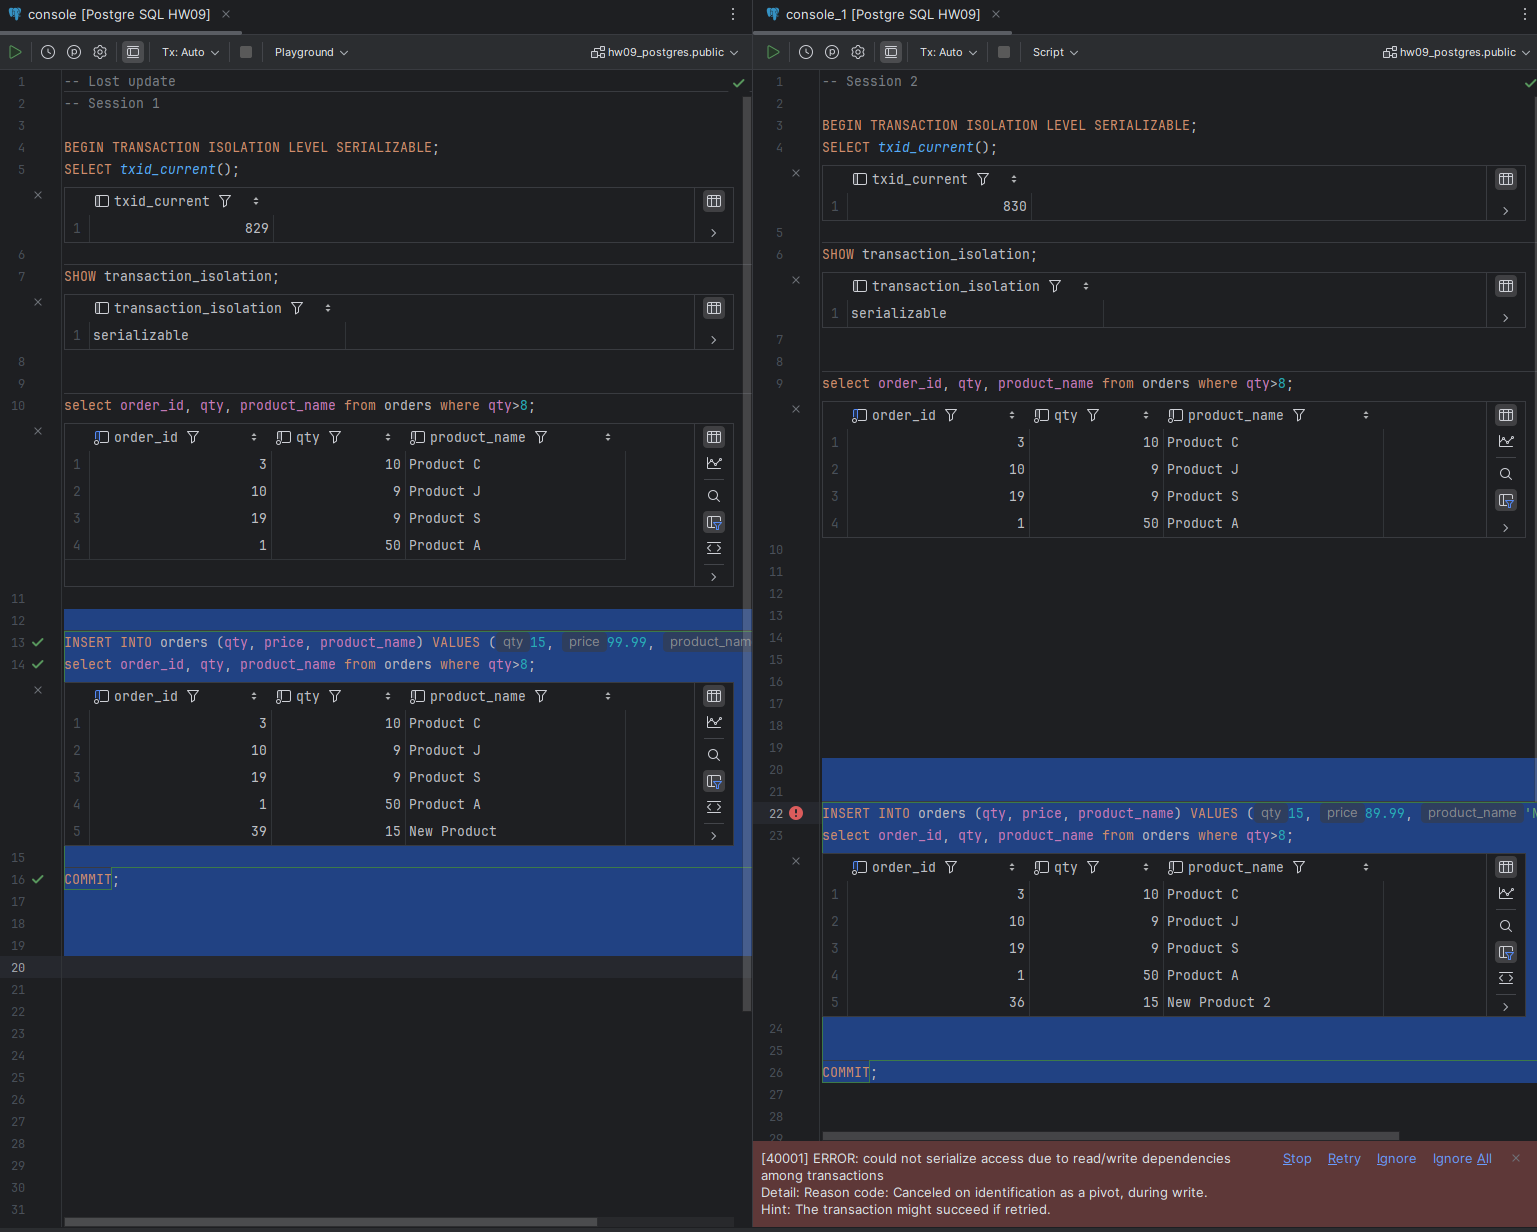 console [Postgre SQL HW09]
Tx: Auto
Playground
hw09_postgres.public
1 -- Lost update
2 -- Session 1
3
4 BEGIN TRANSACTION ISOLATION LEVEL SERIALIZABLE;
5 SELECT txid_current();
txid_current
1 829
6
7 SHOW transaction_isolation;
transaction_isolation
1 serializable
8
9
10 select order_id, qty, product_name from orders where qty>8;
order_id qty product_name
1 3 10 Product C
2 10 9 Product J
3 19 9 Product S
4 1 50 Product A
11
12
13 INSERT INTO orders (qty, price, product_name) VALUES ( qty 15, price 99.99, product_nam
14 select order_id, qty, product_name from orders where qty>8;
order_id qty product_name
1 3 10 Product C
2 10 9 Product J
3 19 9 Product S
4 1 50 Product A
5 39 15 New Product
15
16 COMMIT;
17
18
19
20
21
22
23
24
25
26
27
28
29
30
31
console_1 [Postgre SQL HW09]
Tx: Auto
Script
hw09_postgres.public
1 -- Session 2
2
3 BEGIN TRANSACTION ISOLATION LEVEL SERIALIZABLE;
4 SELECT txid_current();
txid_current
1 830
5
6 SHOW transaction_isolation;
transaction_isolation
1 serializable
7
8
9 select order_id, qty, product_name from orders where qty>8;
order_id qty product_name
1 3 10 Product C
2 10 9 Product J
3 19 9 Product S
4 1 50 Product A
10
11
12
13
14
15
16
17
18
19
20
21
22 INSERT INTO orders (qty, price, product_name) VALUES ( qty 15, price 89.99, product_name 'N
23 select order_id, qty, product_name from orders where qty>8;
order_id qty product_name
1 3 10 Product C
2 10 9 Product J
3 19 9 Product S
4 1 50 Product A
5 36 15 New Product 2
24
25
26 COMMIT;
27
28
29
[40001] ERROR: could not serialize access due to read/write dependencies
among transactions
Detail: Reason code: Canceled on identification as a pivot, during write.
Hint: The transaction might succeed if retried.
Stop Retry Ignore Ignore All